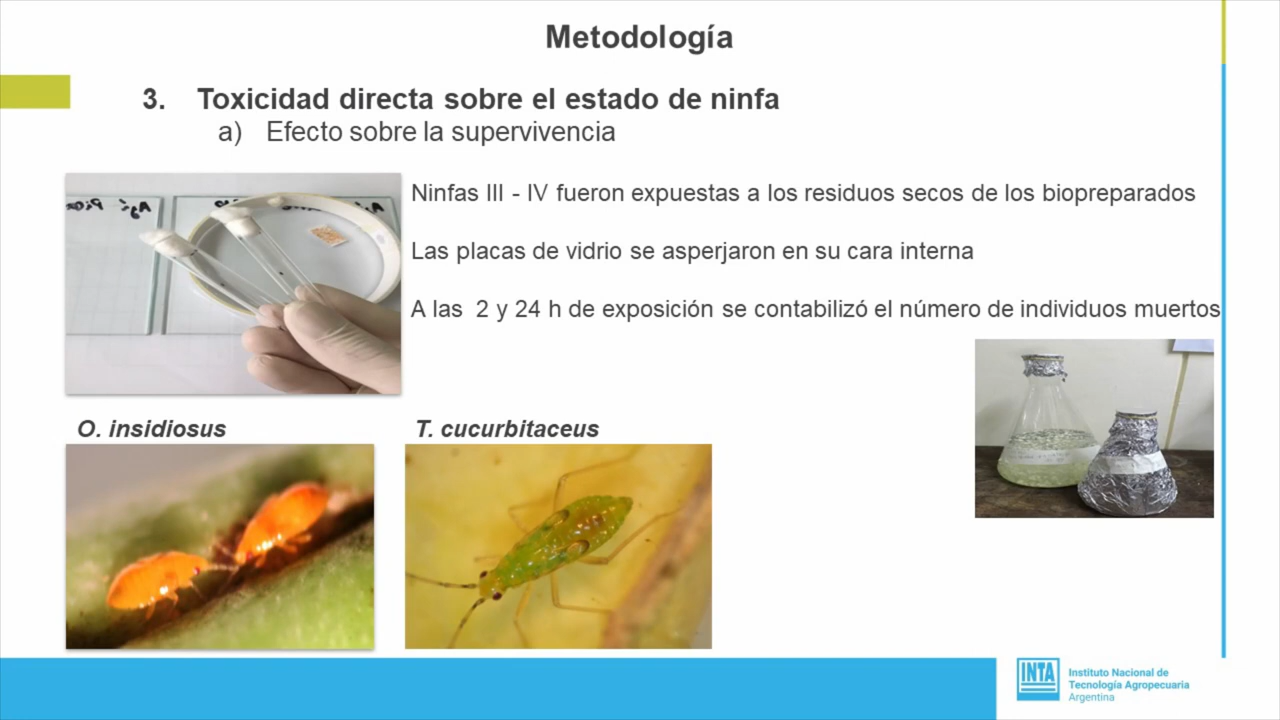 Metodología
3. Toxicidad directa sobre el estado de ninfa
a) Efecto sobre la supervivencia
Ninfas III - IV fueron expuestas a los residuos secos de los biopreparados
Las placas de vidrio se asperjaron en su cara interna
A las 2 y 24 h de exposición se contabilizó el número de individuos muertos
O. insidiosus
T. cucurbitaceus
INTA
Instituto Nacional de
Tecnología Agropecuaria
Argentina